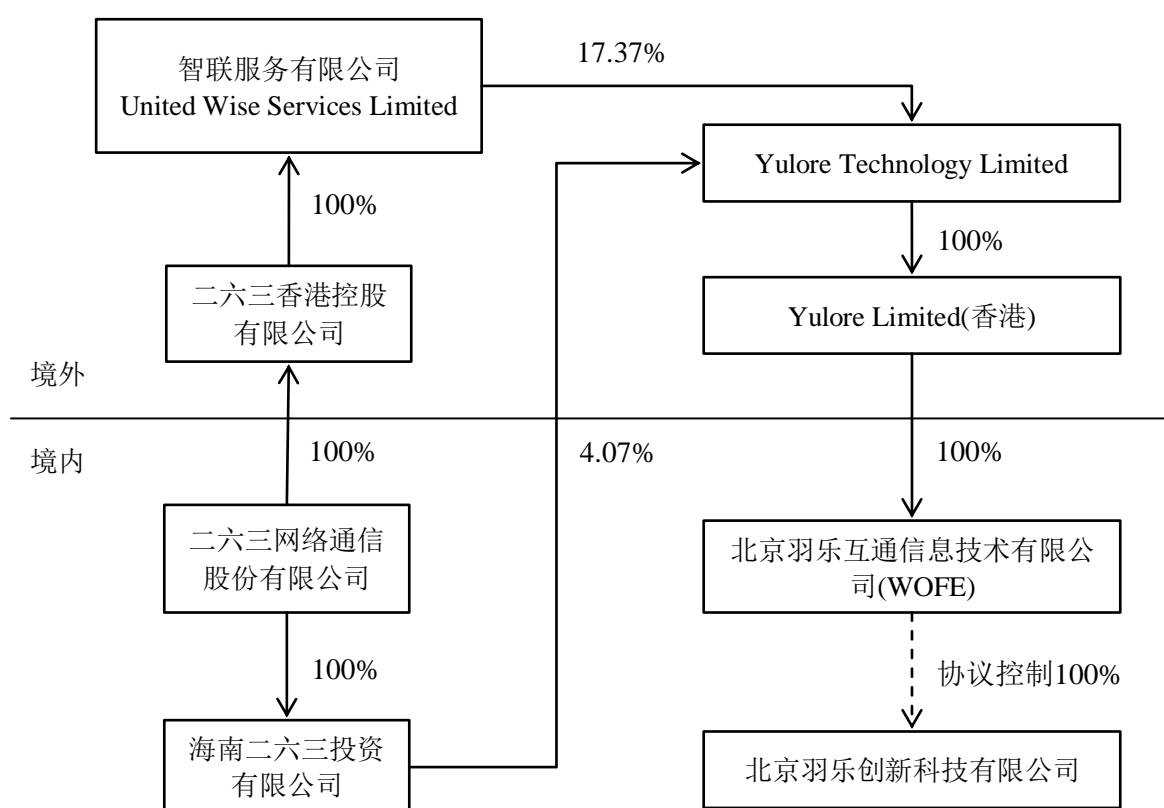 智联服务有限公司
United Wise Services Limited
17.37%
Yulore Technology Limited
100%
100%
二六三香港控股
有限公司
Yulore Limited(香港)
境外
境内
100%
4.07%
100%
二六三网络通信
股份有限公司
北京羽乐互通信息技术有限公
司(WOFE)
100%
协议控制100%
海南二六三投资
有限公司
北京羽乐创新科技有限公司